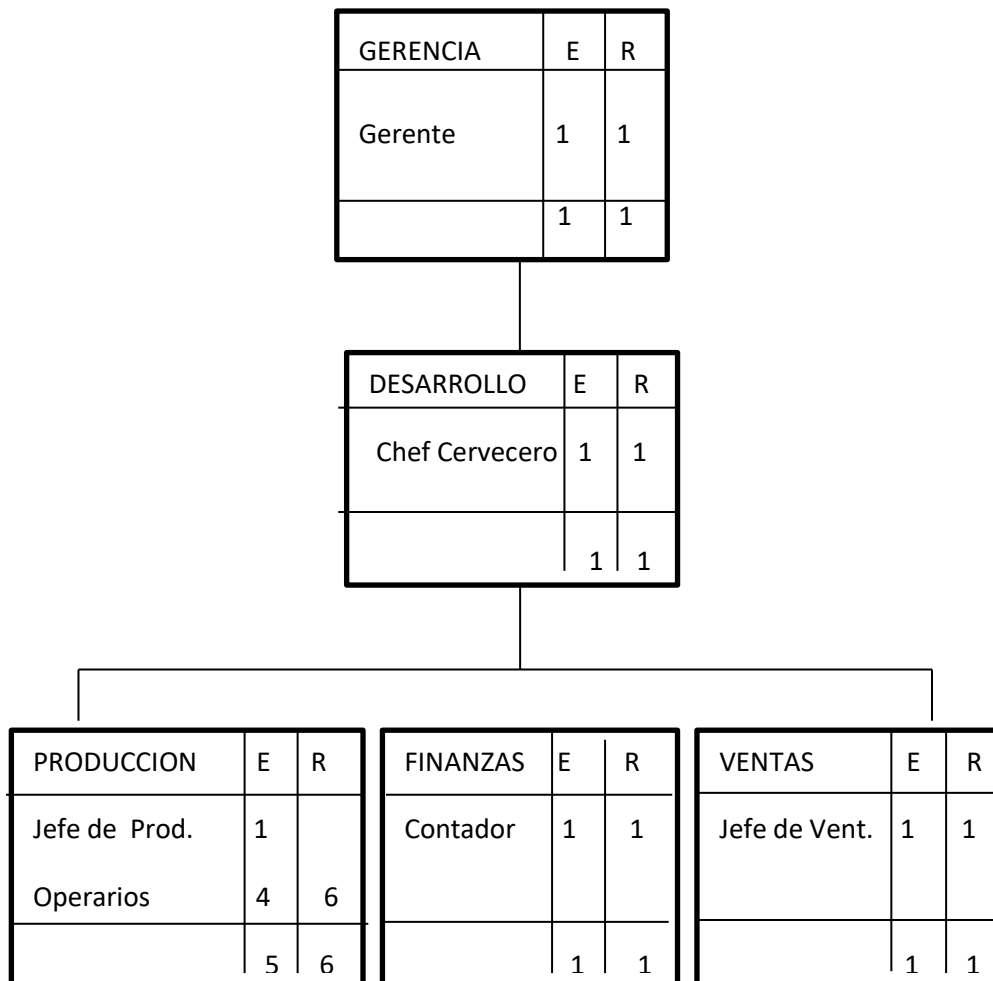 GERENCIA E R
Gerente 1 1
1 1
DESARROLLO E R
Chef Cervecero 1 1
1 1
PRODUCCION E R
Jefe de Prod. 1
Operarios 4 6
5 6
FINANZAS E R
Contador 1 1
1 1
VENTAS E R
Jefe de Vent. 1 1
1 1